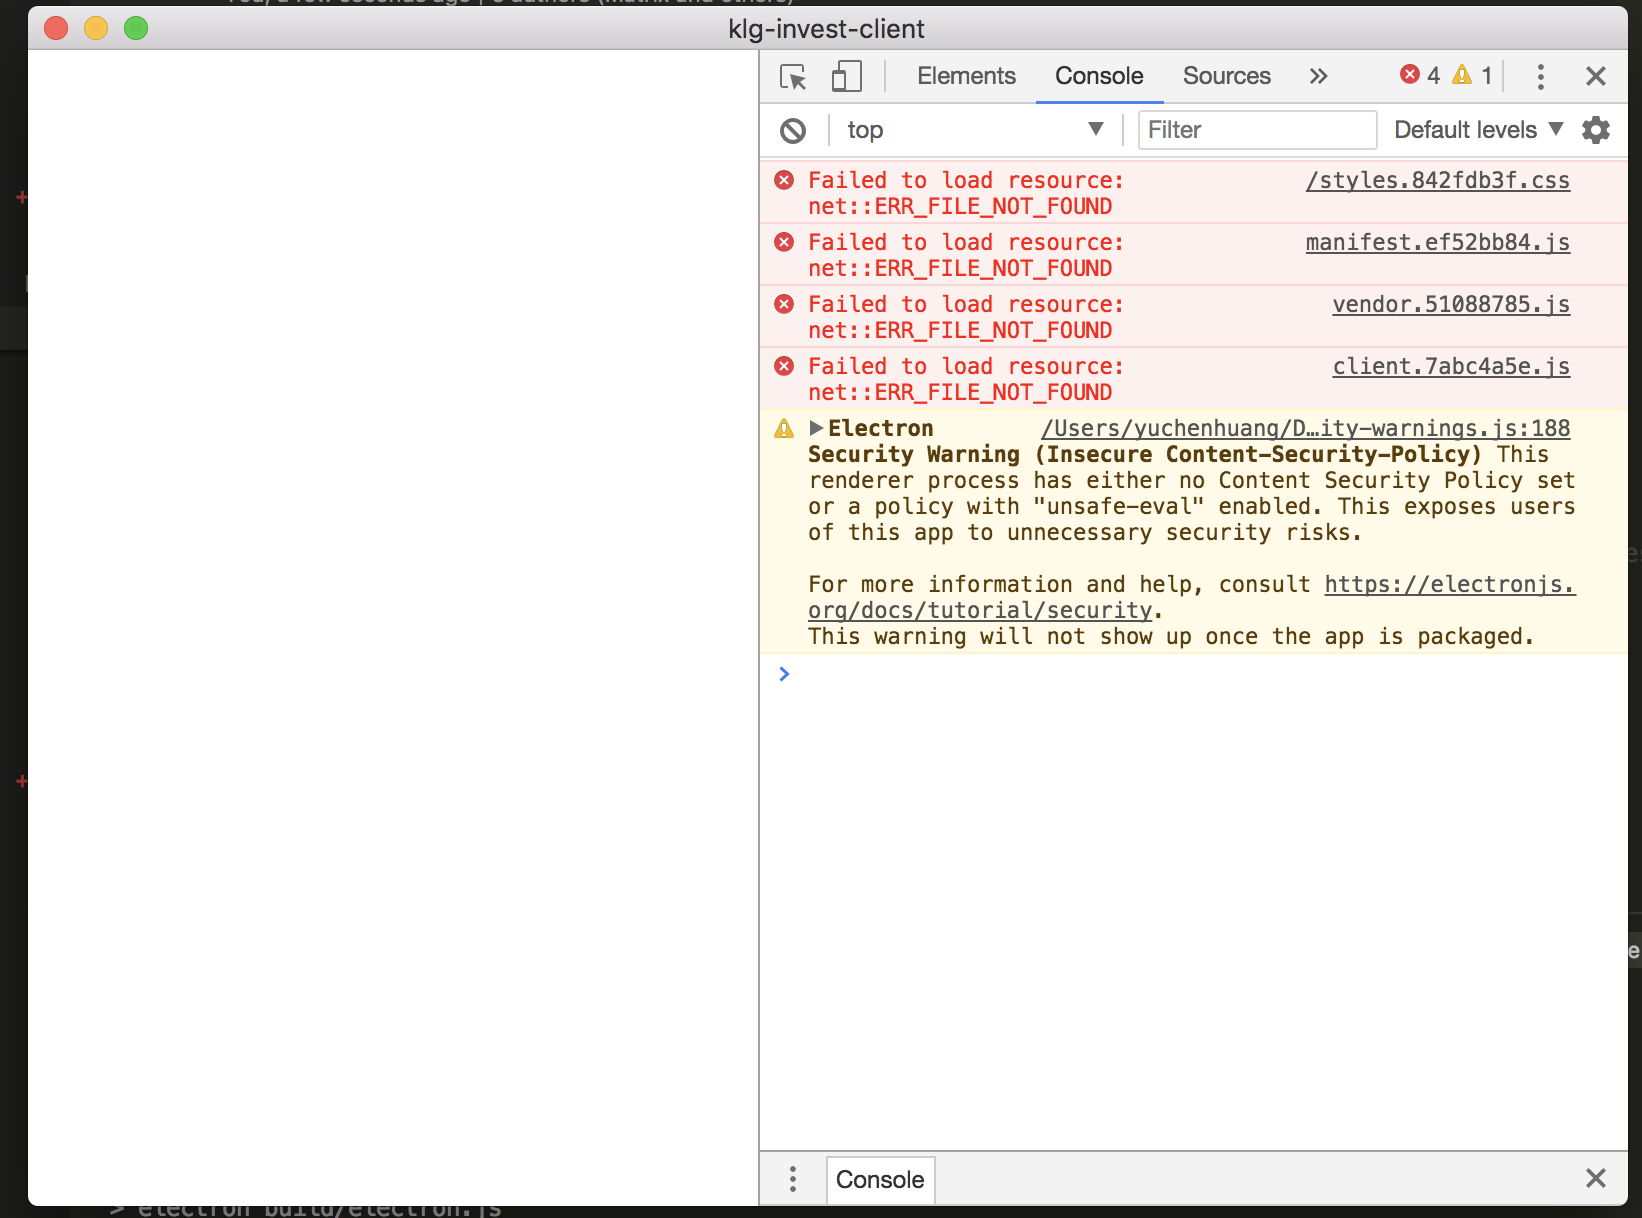 klg-invest-client
Elements Console Sources » 4 1
top Filter Default levels
Failed to load resource: /styles.842fdb3f.css
net::ERR_FILE_NOT_FOUND
Failed to load resource: manifest.ef52bb84.js
net::ERR_FILE_NOT_FOUND
Failed to load resource: vendor.51088785.js
net::ERR_FILE_NOT_FOUND
Failed to load resource: client.7abc4a5e.js
net::ERR_FILE_NOT_FOUND
Electron /Users/yuchenhuang/D…ity-warnings.js:188
Security Warning (Insecure Content-Security-Policy) This
renderer process has either no Content Security Policy set
or a policy with "unsafe-eval" enabled. This exposes users
of this app to unnecessary security risks.
For more information and help, consult https://electronjs.
org/docs/tutorial/security.
This warning will not show up once the app is packaged.
Console
> electron build/electron.js